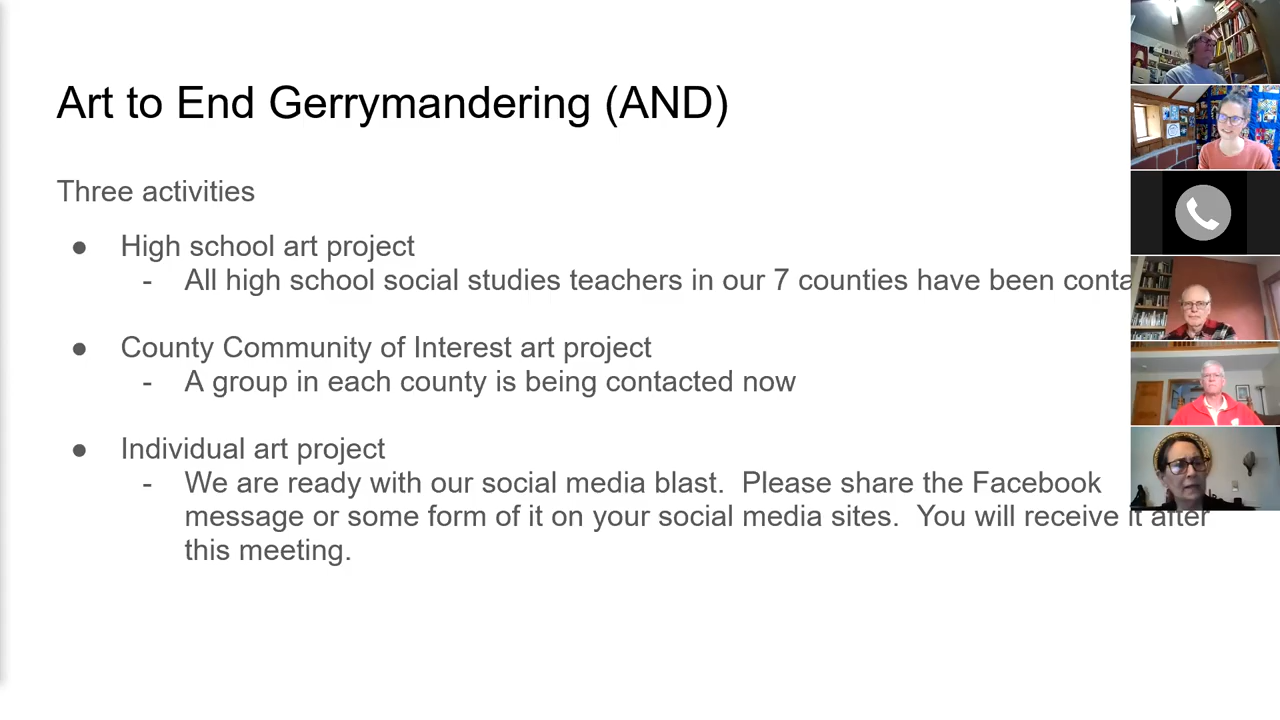 Art to End Gerrymandering (AND)
Three activities
● High school art project
- All high school social studies teachers in our 7 counties have been
● County Community of Interest art project
- A group in each county is being contacted now
● Individual art project
- We are ready with our social media blast.  Please share the Facebook
message or some form of it on your social media sites.  You will receive it after
this meeting.